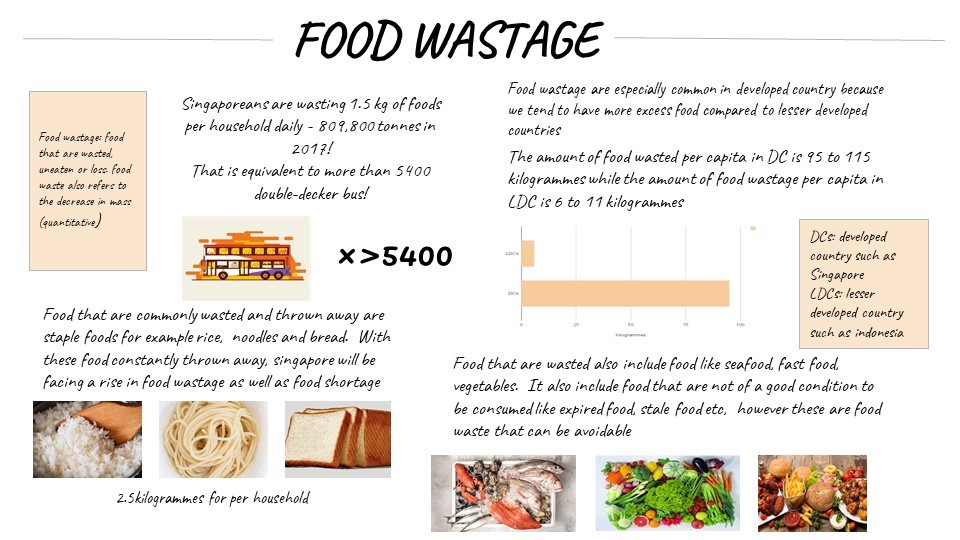 FOOD WASTAGE
Food wastage: food
that are wasted,
uneaten or loss. food
waste also refers to
the decrease in mass
(quantitative)
Singaporeans are wasting 1.5 kg of foods
per household daily - 809,800 tonnes in
2017!
That is equivalent to more than 5400
double-decker bus!
×>5400
Food that are commonly wasted and thrown away are
staple foods for example rice, noodles and bread. With
these food constantly thrown away, singapore will be
facing a rise in food wastage as well as food shortage
2.5kilogrammes for per household
Food wastage are especially common in developed country because
we tend to have more excess food compared to lesser developed
countries
The amount of food wasted per capita in DC is 95 to 115
kilogrammes while the amount of food wastage per capita in
LDC is 6 to 11 kilogrammes
LDCs
DCs
0 25 50 75 100
Kilogrammes
DCs: developed
country such as
Singapore
LDCs: lesser
developed country
such as indonesia
Food that are wasted also include food like seafood, fast food,
vegetables. It also include food that are not of a good condition to
be consumed like expired food, stale food etc, however these are food
waste that can be avoidable